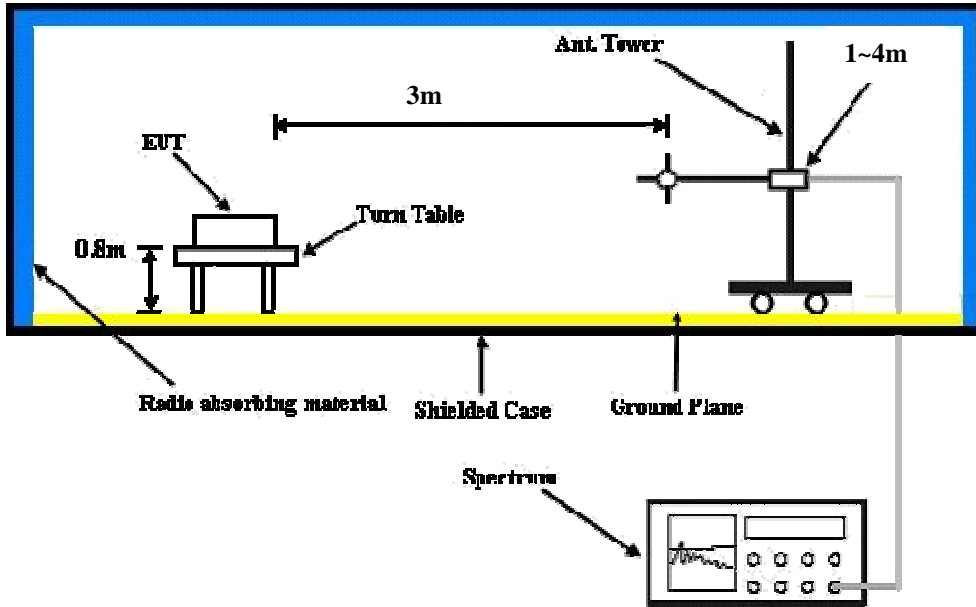 Ant. Tower
1~4m
3m
EUT
Turn Table
0.8m
Radio absorbing material
Shielded Case
Ground Plane
Spectrum